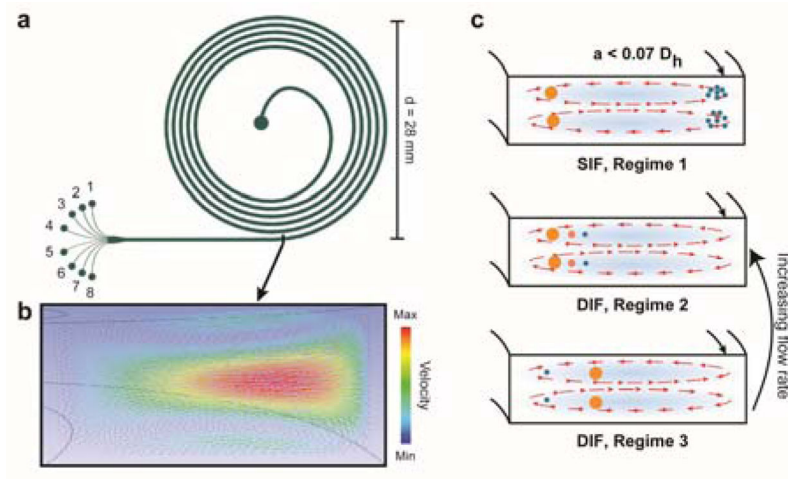 a
d = 28 mm
1
2
3
4
5
6
7
8
b
Max
Velocity
Min
c
a < 0.07 Dh
SIF, Regime 1
DIF, Regime 2
DIF, Regime 3
Increasing flow rate